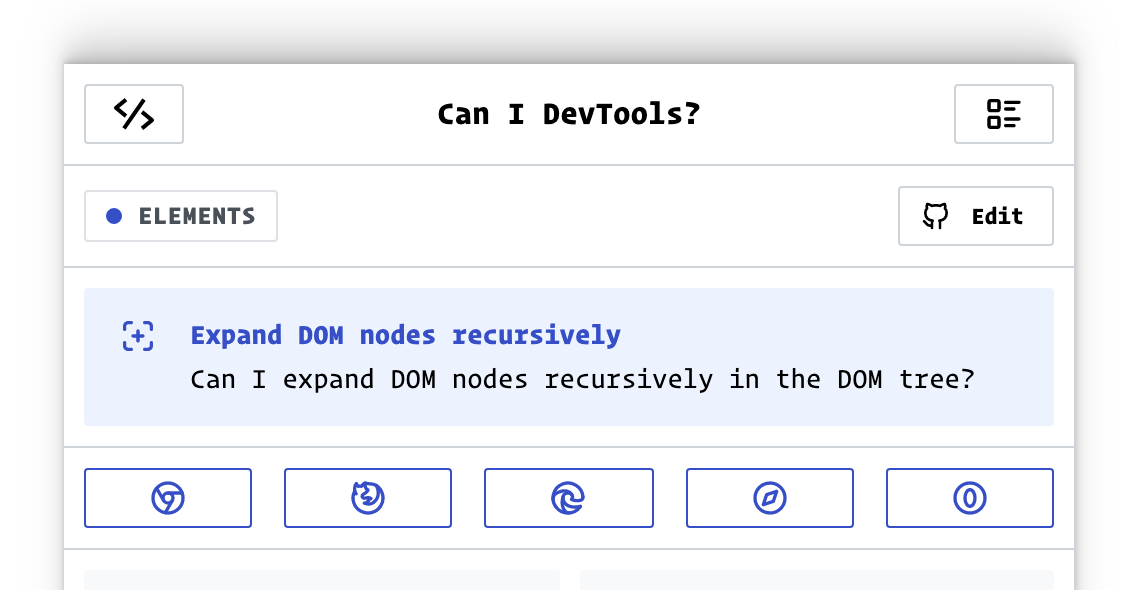 Can I DevTools?
ELEMENTS
Edit
Expand DOM nodes recursively
Can I expand DOM nodes recursively in the DOM tree?